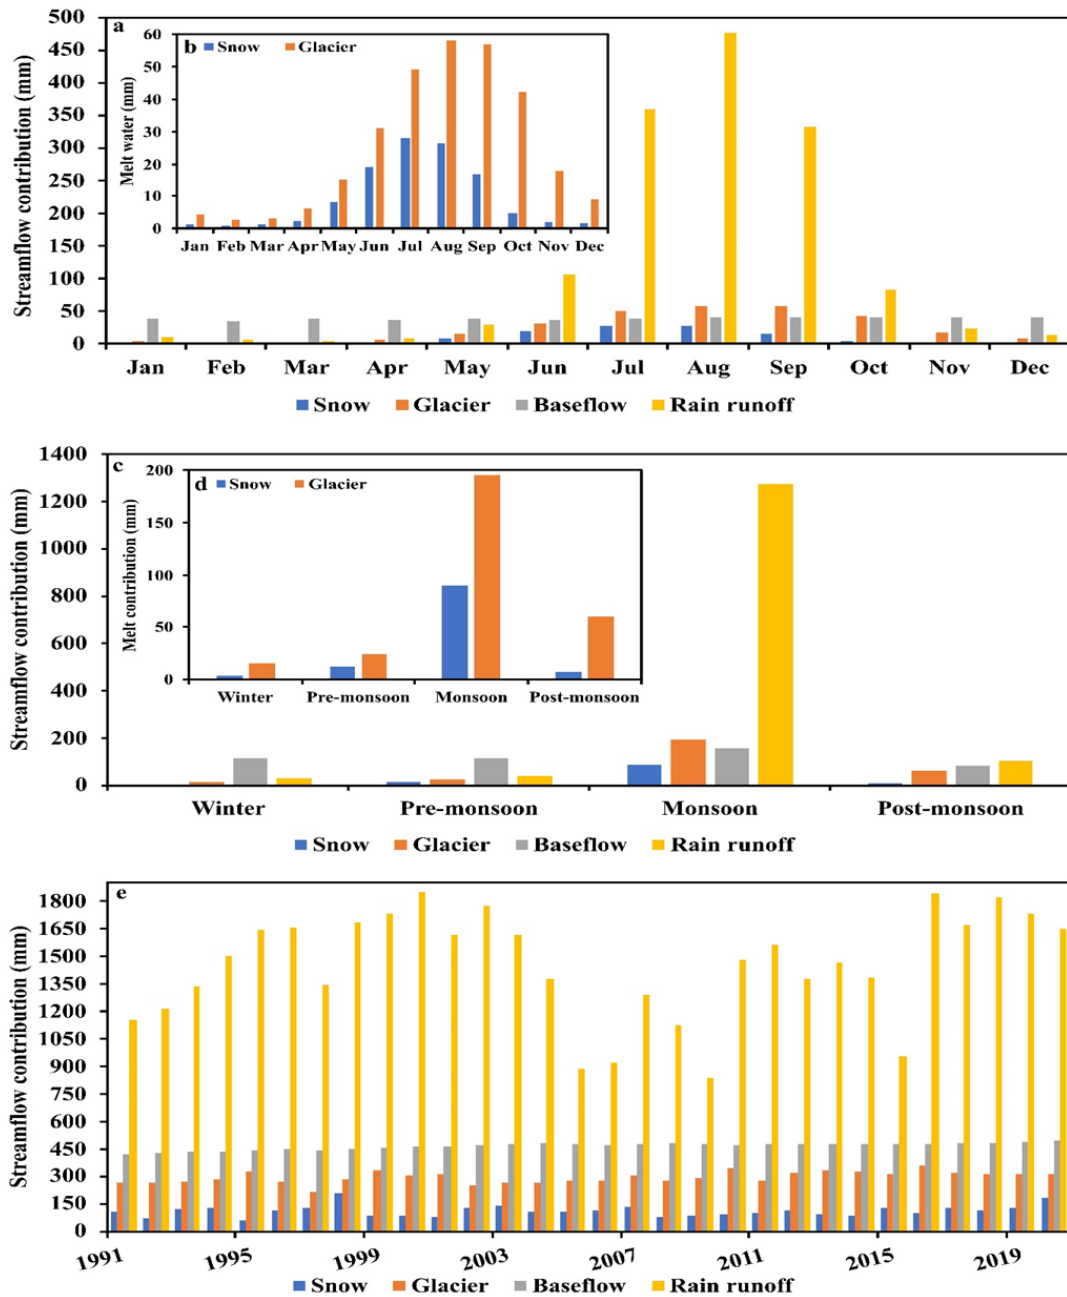 a
500
450
400
350
300
250
200
150
100
50
0
Streamflow contribution (mm)
b
Snow Glacier
60
50
40
30
20
10
0
Melt water (mm)
Jan Feb Mar Apr May Jun Jul Aug Sep Oct Nov Dec
Jan Feb Mar Apr May Jun Jul Aug Sep Oct Nov Dec
Snow Glacier Baseflow Rain runoff
c
1400
1200
1000
800
600
400
200
0
Streamflow contribution (mm)
d
Snow Glacier
200
150
100
50
0
Melt contribution (mm)
Winter Pre-monsoon Monsoon Post-monsoon
Winter Pre-monsoon Monsoon Post-monsoon
Snow Glacier Baseflow Rain runoff
e
1800
1650
1500
1350
1200
1050
900
750
600
450
300
150
0
Streamflow contribution (mm)
1991 1995 1999 2003 2007 2011 2015 2019
Snow Glacier Baseflow Rain runoff